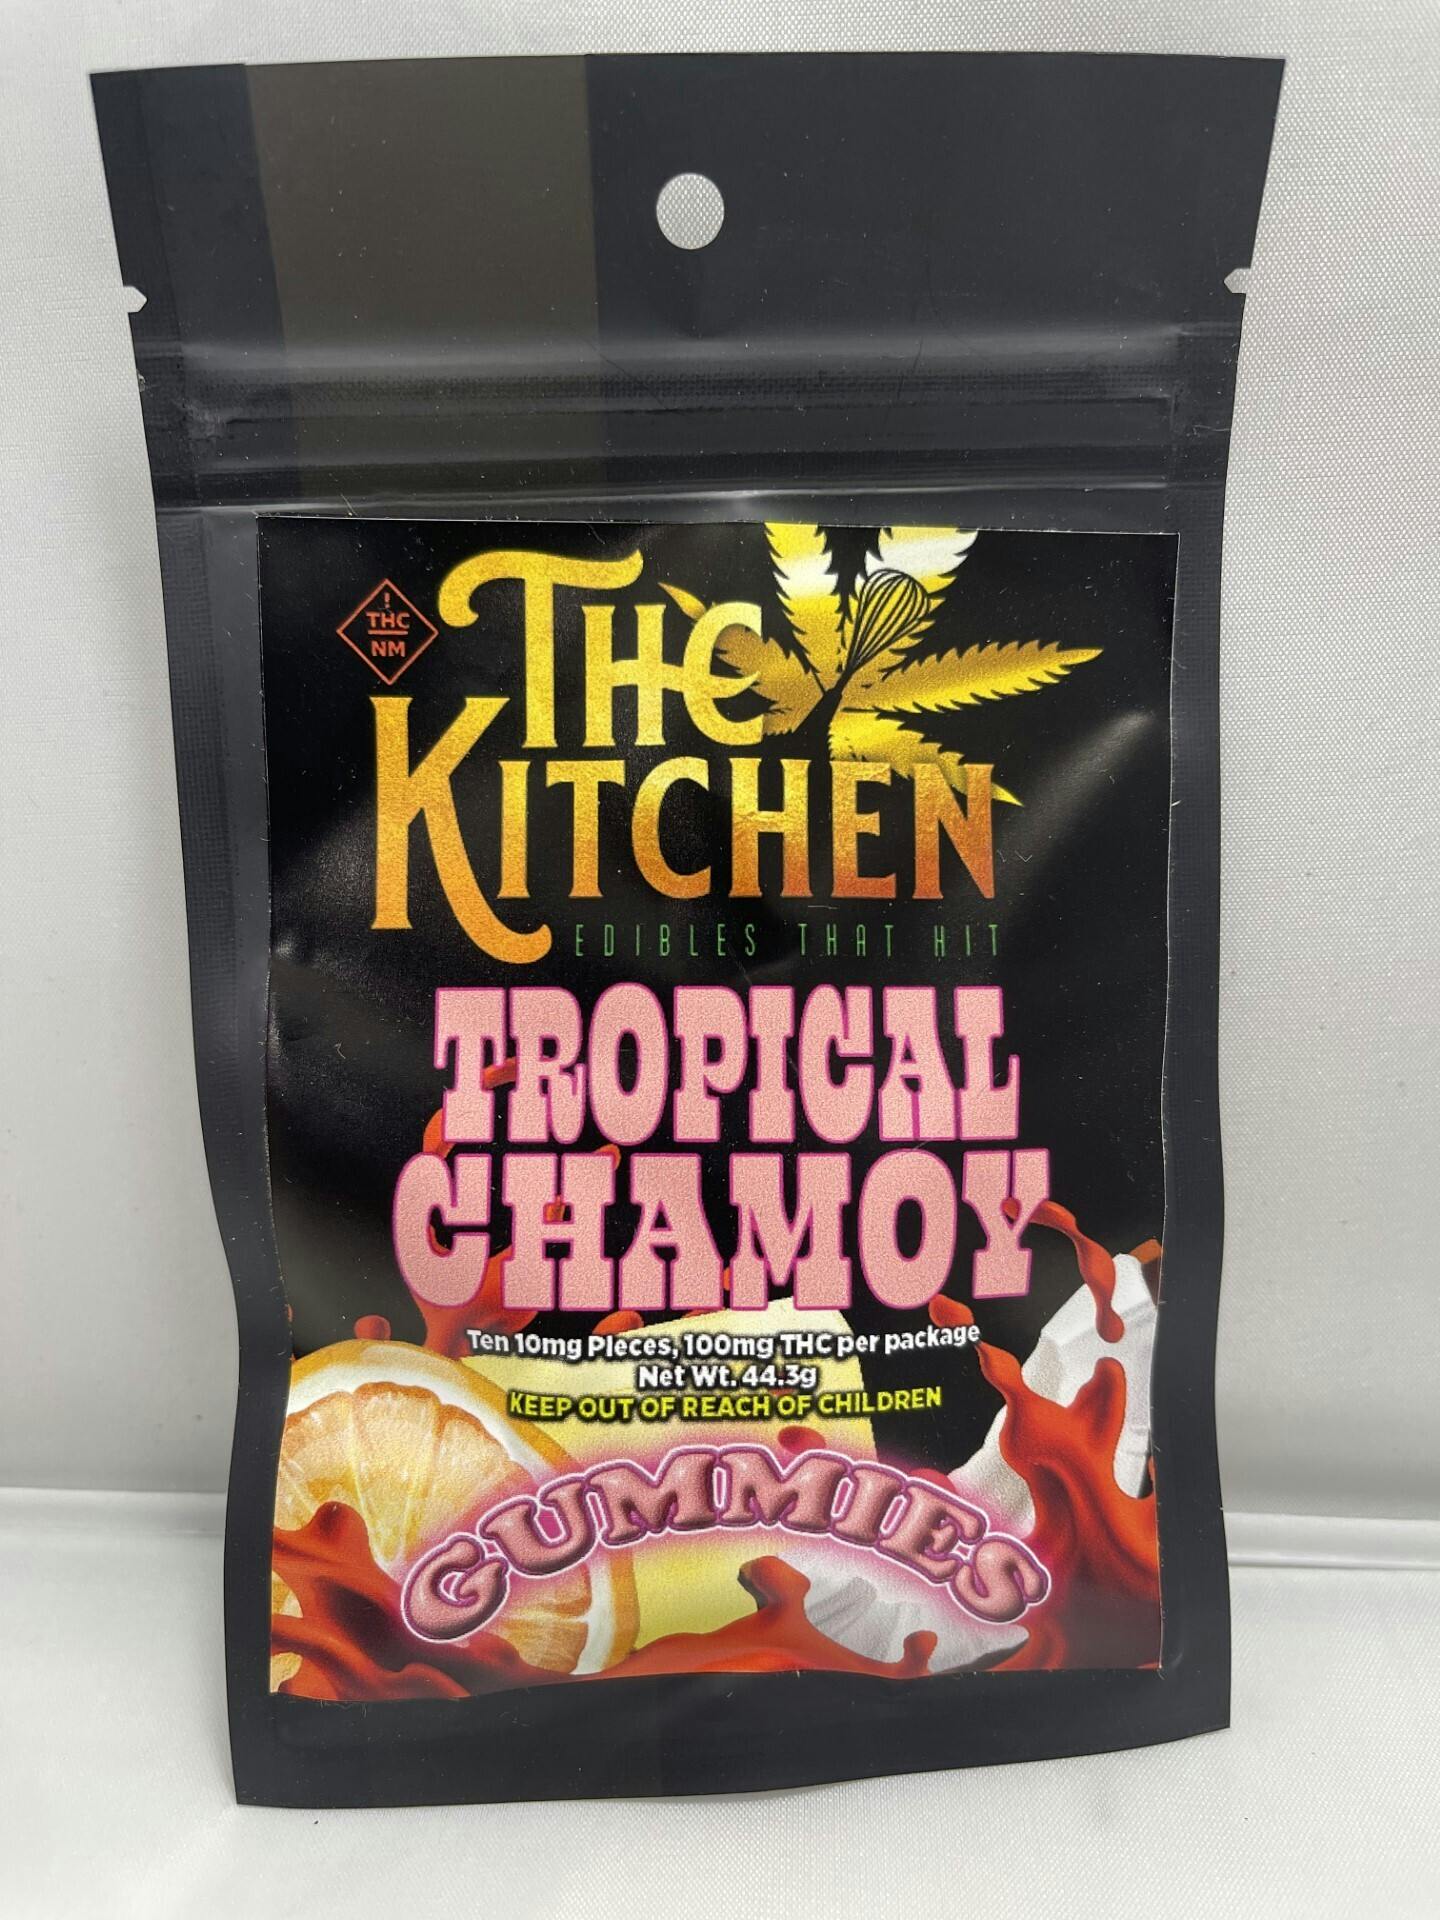 !
THC
NM
THC
KITCHEN
EDIBLES THAT HIT
TROPICAL
CHAMOY
Ten 10mg Pieces, 100mg THC per package
Net Wt. 44.3g
KEEP OUT OF REACH OF CHILDREN
GUMMIES